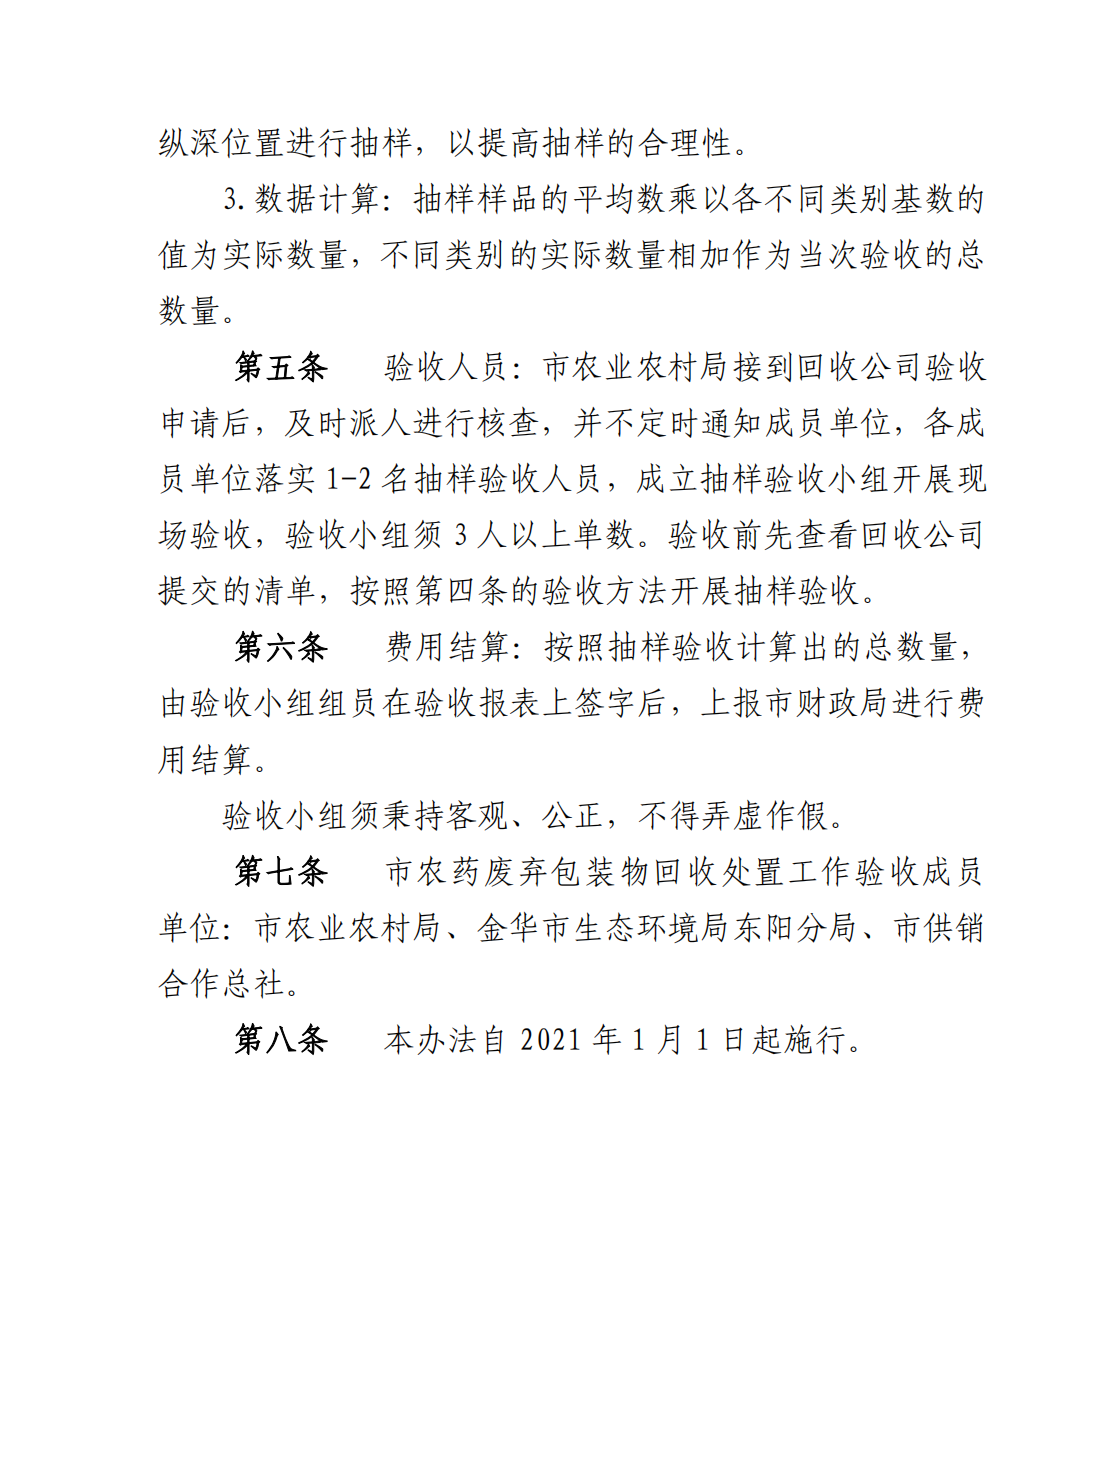 纵深位置进行抽样，以提高抽样的合理性。
3. 数据计算：抽样样品的平均数乘以各不同类别基数的
值为实际数量，不同类别的实际数量相加作为当次验收的总
数量。
第五条 验收人员：市农业农村局接到回收公司验收
申请后，及时派人进行核查，并不定时通知成员单位，各成
员单位落实 1-2 名抽样验收人员，成立抽样验收小组开展现
场验收，验收小组须 3 人以上单数。验收前先查看回收公司
提交的清单，按照第四条的验收方法开展抽样验收。
第六条 费用结算：按照抽样验收计算出的总数量，
由验收小组组员在验收报表上签字后，上报市财政局进行费
用结算。
验收小组须秉持客观、公正，不得弄虚作假。
第七条 市农药废弃包装物回收处置工作验收成员
单位：市农业农村局、金华市生态环境局东阳分局、市供销
合作总社。
第八条 本办法自 2021 年 1 月 1 日起施行。